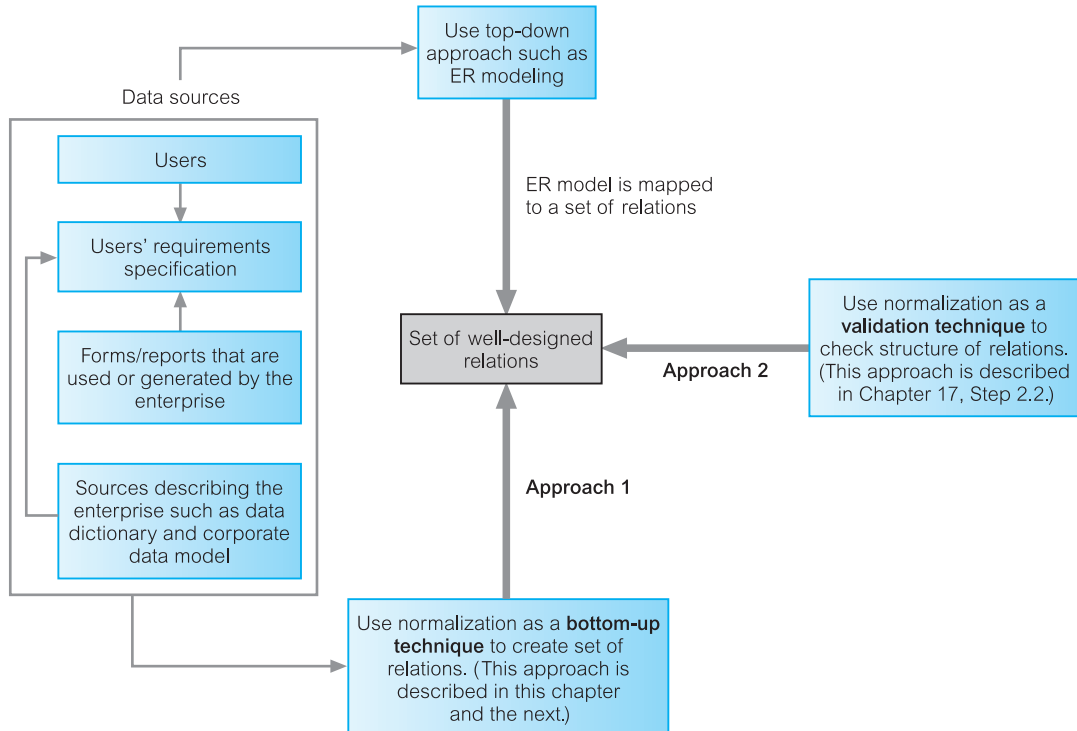 Use top-down
approach such as
ER modeling
Data sources
Users
Users’ requirements
specification
Forms/reports that are
used or generated by the
enterprise
Sources describing the
enterprise such as data
dictionary and corporate
data model
ER model is mapped
to a set of relations
Set of well-designed
relations
Approach 2
Use normalization as a
validation technique to
check structure of relations.
(This approach is described
in Chapter 17, Step 2.2.)
Approach 1
Use normalization as a bottom-up
technique to create set of
relations. (This approach is
described in this chapter
and the next.)